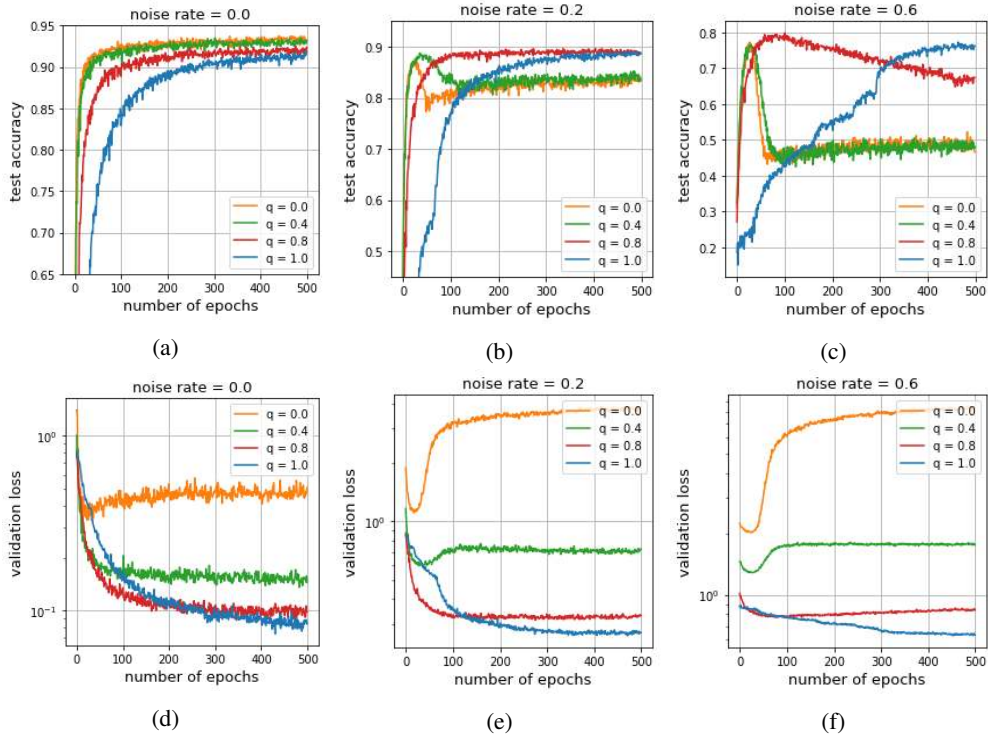 noise rate = 0.0
0.95
0.90
0.85
0.80
0.75
0.70
0.65
test accuracy
q = 0.0
q = 0.4
q = 0.8
q = 1.0
0 100 200 300 400 500
number of epochs
(a)
noise rate = 0.2
0.9
0.8
0.7
0.6
0.5
test accuracy
q = 0.0
q = 0.4
q = 0.8
q = 1.0
0 100 200 300 400 500
number of epochs
(b)
noise rate = 0.6
0.8
0.7
0.6
0.5
0.4
0.3
0.2
test accuracy
q = 0.0
q = 0.4
q = 0.8
q = 1.0
0 100 200 300 400 500
number of epochs
(c)
noise rate = 0.0
10⁰
10⁻¹
validation loss
q = 0.0
q = 0.4
q = 0.8
q = 1.0
0 100 200 300 400 500
number of epochs
(d)
noise rate = 0.2
10⁰
validation loss
q = 0.0
q = 0.4
q = 0.8
q = 1.0
0 100 200 300 400 500
number of epochs
(e)
noise rate = 0.6
10⁰
validation loss
q = 0.0
q = 0.4
q = 0.8
q = 1.0
0 100 200 300 400 500
number of epochs
(f)